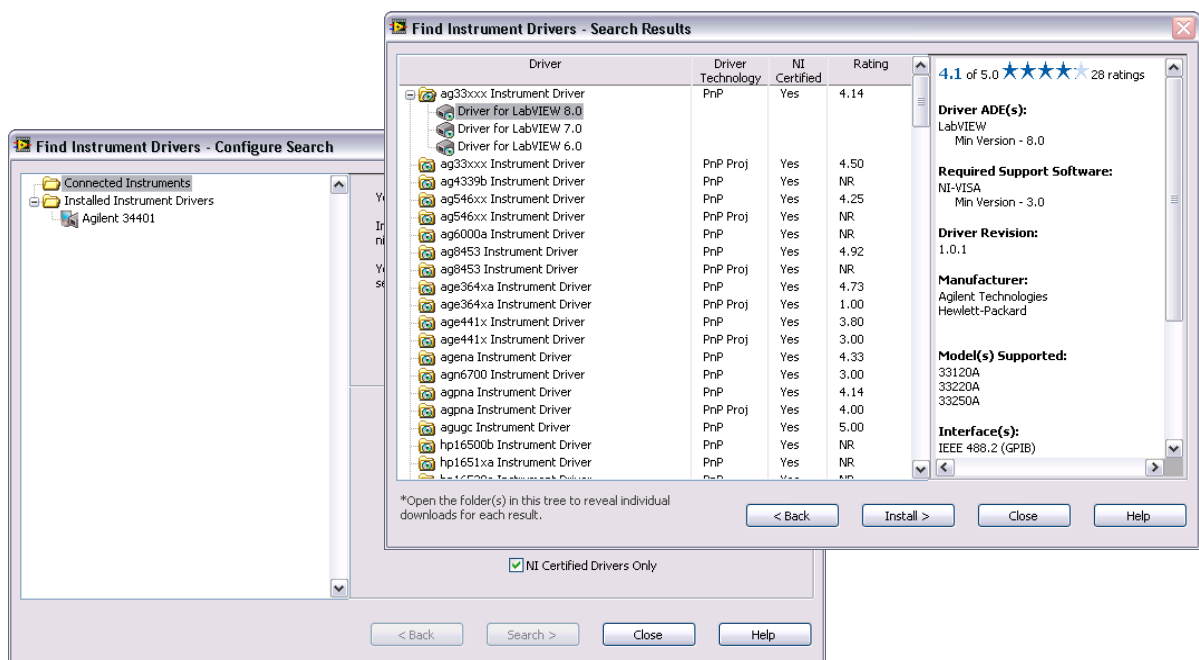 Find Instrument Drivers - Search Results
Driver Driver Technology NI Certified Rating
ag33xxx Instrument Driver PnP Yes 4.14
Driver for LabVIEW 8.0
Driver for LabVIEW 7.0
Driver for LabVIEW 6.0
ag33xxx Instrument Driver PnP Proj Yes 4.50
ag4339b Instrument Driver PnP Yes NR
ag546xx Instrument Driver PnP Yes 4.25
ag546xx Instrument Driver PnP Proj Yes NR
ag6000a Instrument Driver PnP Yes NR
ag8453 Instrument Driver PnP Yes 4.92
ag8453 Instrument Driver PnP Proj Yes NR
age364xa Instrument Driver PnP Yes 4.73
age364xa Instrument Driver PnP Proj Yes 1.00
age441x Instrument Driver PnP Yes 3.80
age441x Instrument Driver PnP Proj Yes 3.00
agena Instrument Driver PnP Yes 4.33
agn6700 Instrument Driver PnP Yes 3.00
agpna Instrument Driver PnP Yes 4.14
agpna Instrument Driver PnP Proj Yes 4.00
agugc Instrument Driver PnP Yes 5.00
hp16500b Instrument Driver PnP Yes NR
hp1651xa Instrument Driver PnP Yes NR
4.1 of 5.0 28 ratings
Driver ADE(s):
LabVIEW
Min Version - 8.0
Required Support Software:
NI-VISA
Min Version - 3.0
Driver Revision:
1.0.1
Manufacturer:
Agilent Technologies
Hewlett-Packard
Model(s) Supported:
33120A
33220A
33250A
Interface(s):
IEEE 488.2 (GPIB)
*Open the folder(s) in this tree to reveal individual
downloads for each result.
< Back Install > Close Help
Find Instrument Drivers - Configure Search
Connected Instruments
Installed Instrument Drivers
Agilent 34401
NI Certified Drivers Only
< Back Search > Close Help